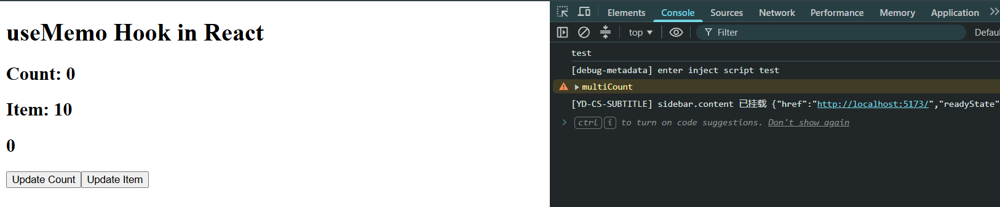 useMemo Hook in React
Count: 0
Item: 10
0
Update Count Update Item
Elements Console Sources Network Performance Memory Application
top Filter Defau
test
[debug-metadata] enter inject script test
multiCount
[YD-CS-SUBTITLE] sidebar.content 已挂载 {"href":"http://localhost:5173/","readyState"
ctrl i to turn on code suggestions. Don't show again